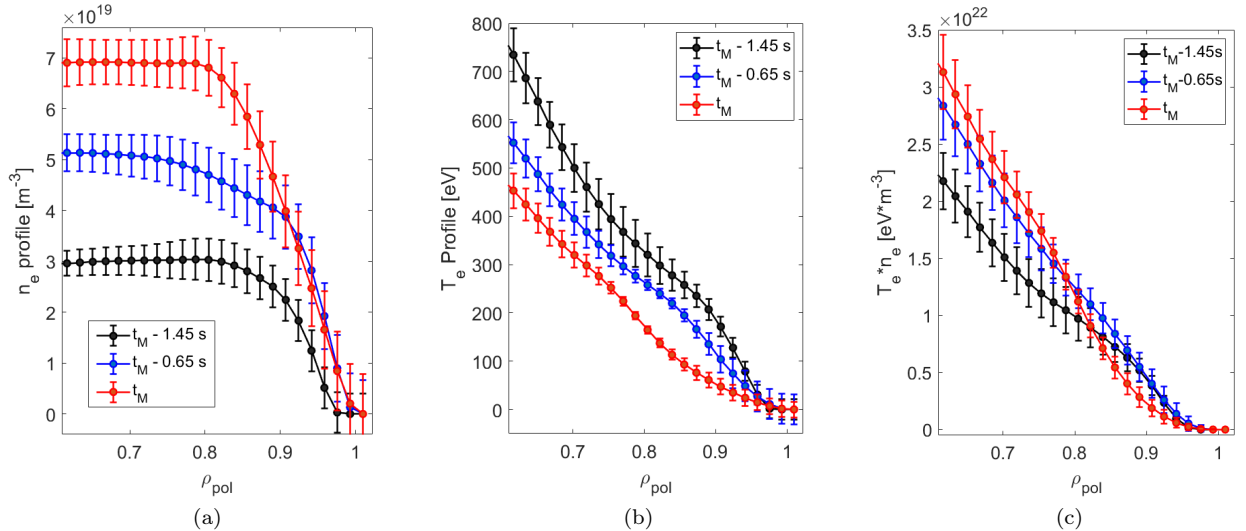 ×10^19
n_e profile [m^-3]
7
6
5
4
3
2
1
0
t_M - 1.45 s
t_M - 0.65 s
t_M
0.7
0.8
0.9
1
ρ_pol
(a)
T_e Profile [eV]
800
700
600
500
400
300
200
100
0
t_M - 1.45 s
t_M - 0.65 s
t_M
0.7
0.8
0.9
1
ρ_pol
(b)
×10^22
T_e*n_e [eV*m^-3]
3.5
3
2.5
2
1.5
1
0.5
0
t_M-1.45s
t_M-0.65s
t_M
0.7
0.8
0.9
1
ρ_pol
(c)